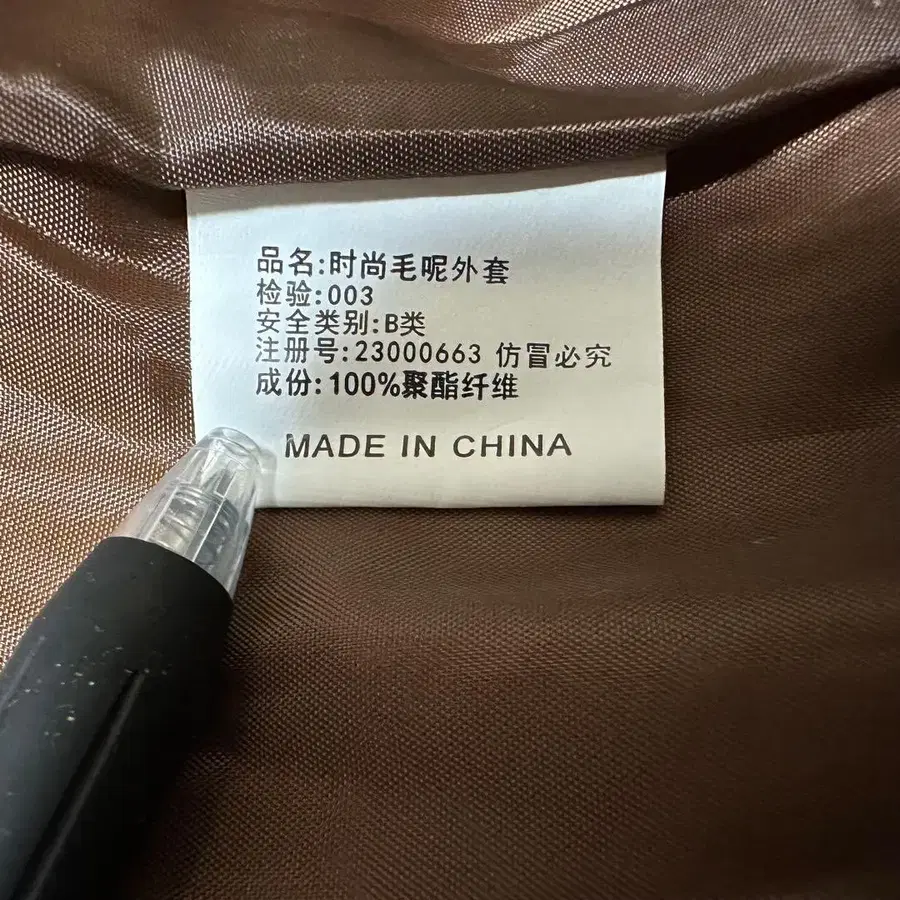 品名:时尚毛呢外套
检验:003
安全类别:B类
注册号:23000663 仿冒必究
成份:100%聚酯纤维
MADE IN CHINA